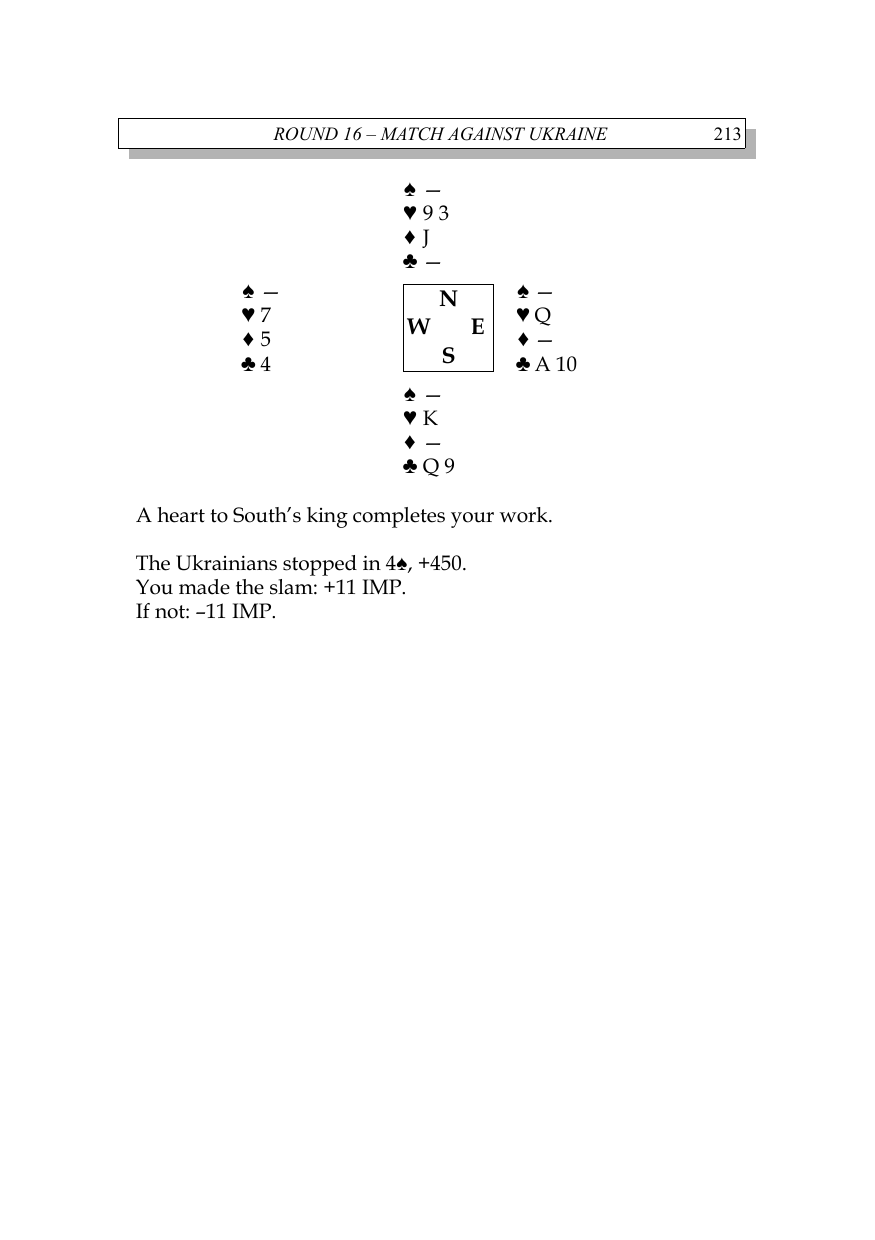 ROUND 16 – MATCH AGAINST UKRAINE 213
♠ —
♥ 9 3
♦ J
♣ —
♠ —
♥ 7
♦ 5
♣ 4
N
W E
S
♠ —
♥ Q
♦ —
♣ A 10
♠ —
♥ K
♦ —
♣ Q 9
A heart to South’s king completes your work.
The Ukrainians stopped in 4♠, +450.
You made the slam: +11 IMP.
If not: –11 IMP.